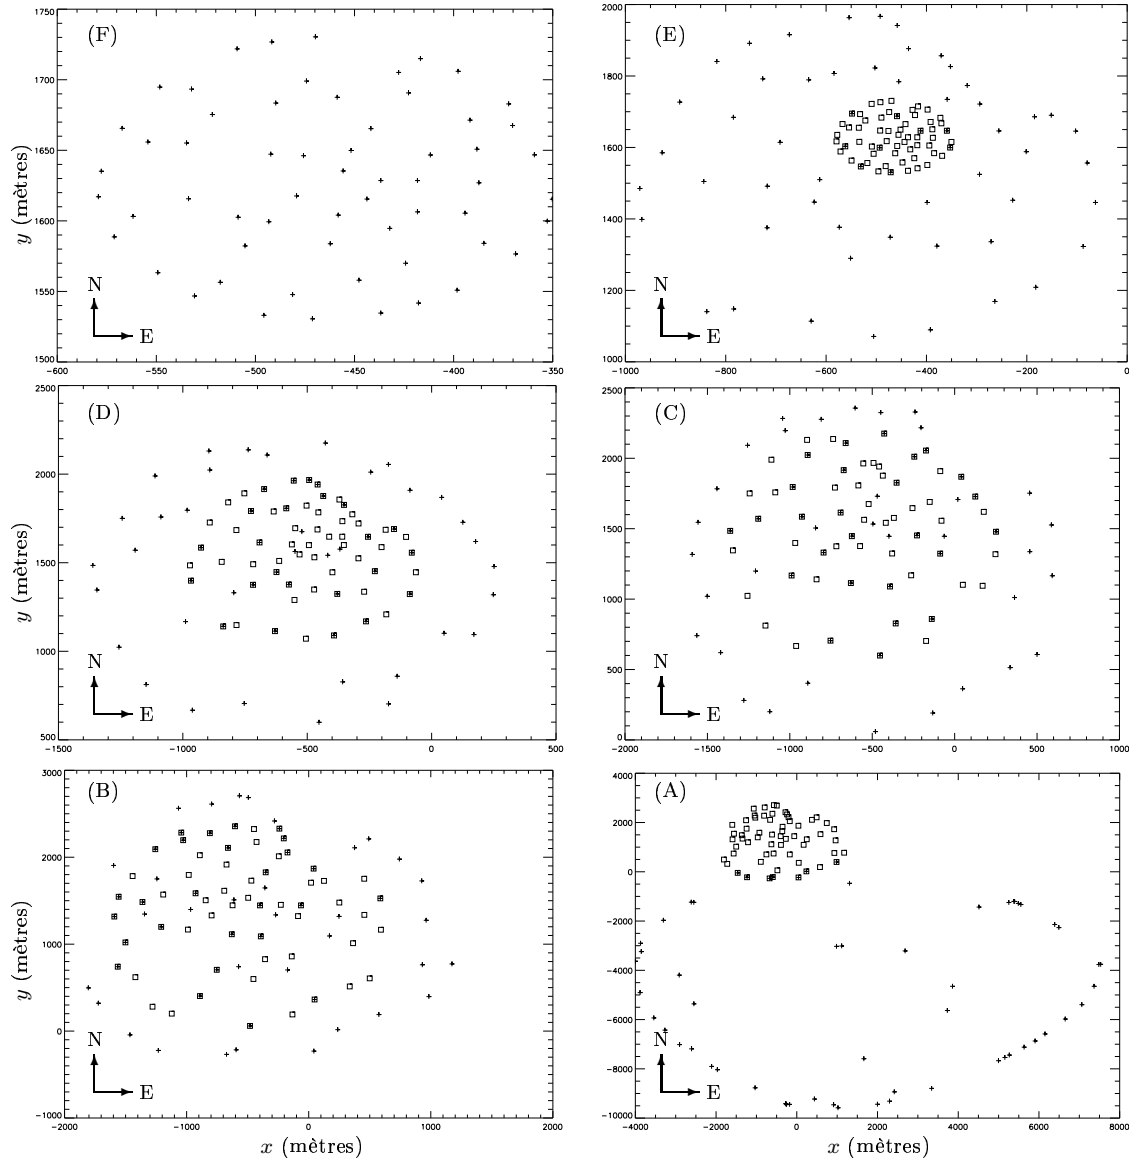 (F)
1750
1700
1650
1600
1550
1500
−600 −550 −500 −450 −400 −350
y (mètres)
N
E
(E)
2000
1800
1600
1400
1200
1000
−1000 −800 −600 −400 −200 0
N
E
(D)
2500
2000
1500
1000
500
−1500 −1000 −500 0 500
y (mètres)
N
E
(C)
2500
2000
1500
1000
500
0
−2000 −1500 −1000 −500 0 500 1000
N
E
(B)
3000
2000
1000
0
−1000
−2000 −1000 0 1000 2000
y (mètres)
x (mètres)
N
E
(A)
4000
2000
0
−2000
−4000
−6000
−8000
−10000
−4000 −2000 0 2000 4000 6000 8000
x (mètres)
N
E